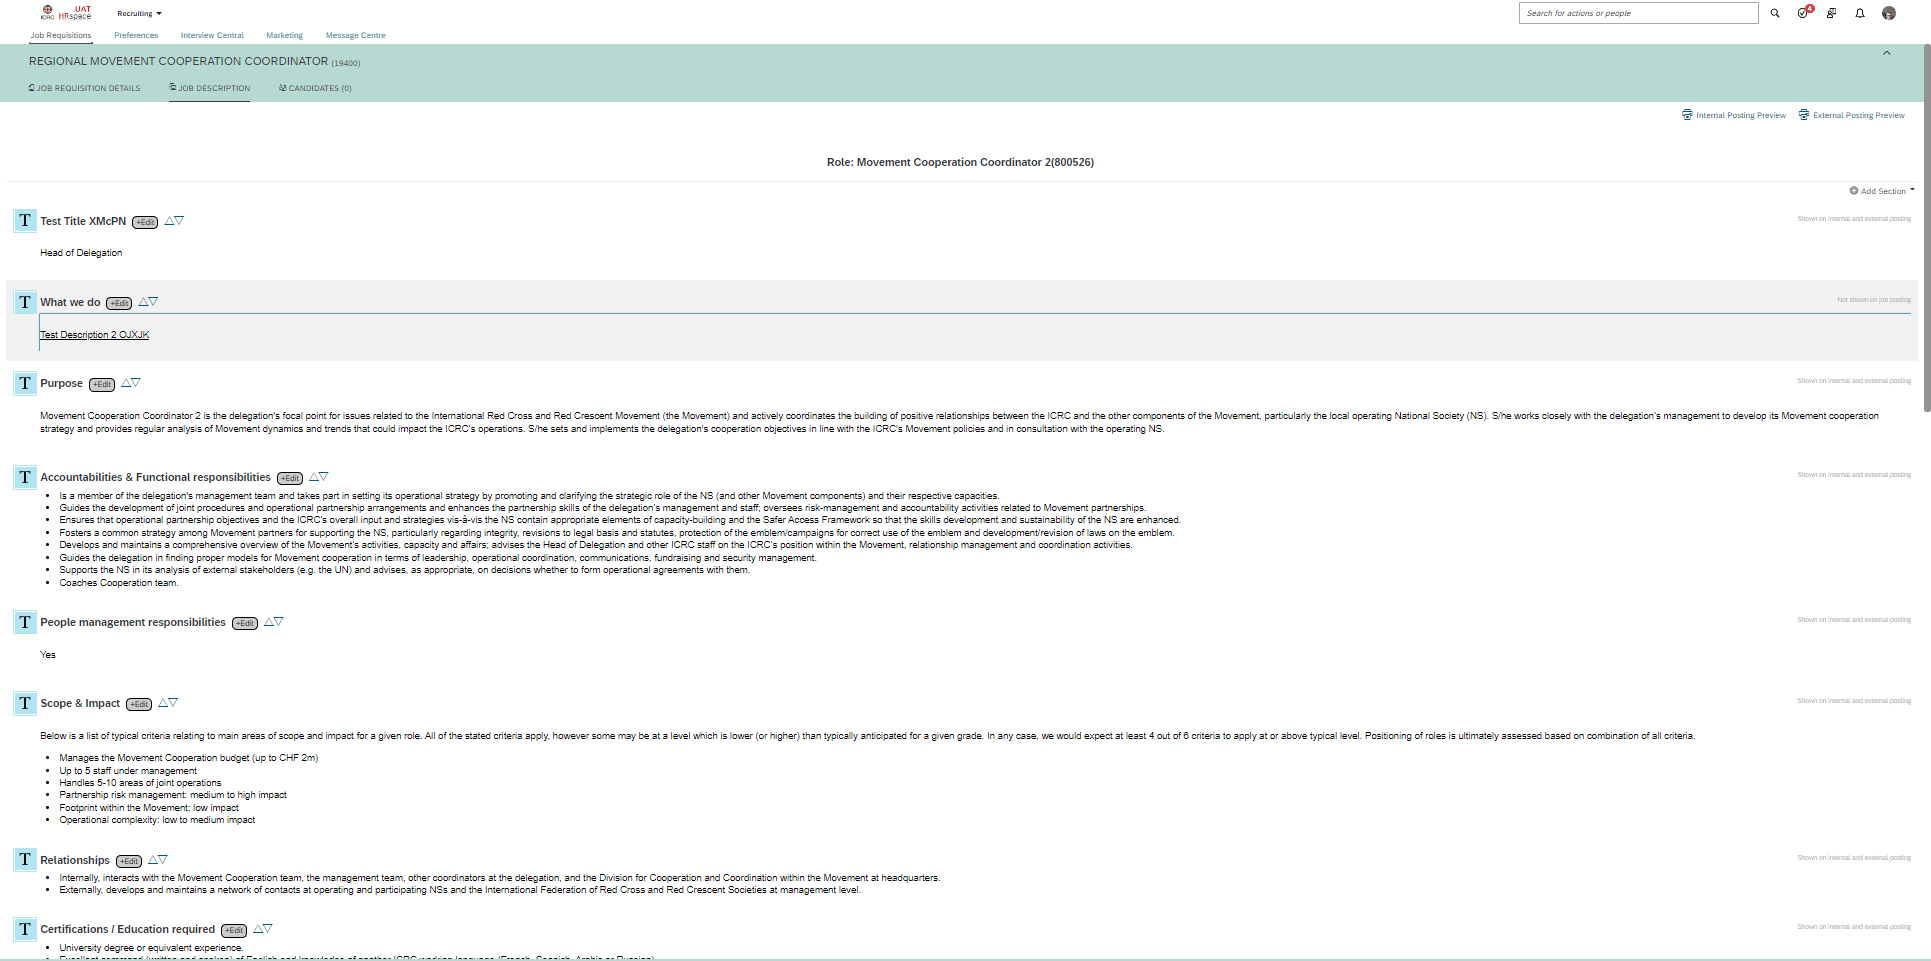 ICRC UAT HRspace
Recruiting
Search for actions or people
4
Job Requisitions Preferences Interview Central Marketing Message Centre
REGIONAL MOVEMENT COOPERATION COORDINATOR (19400)
JOB REQUISITION DETAILS JOB DESCRIPTION CANDIDATES (0)
Internal Posting Preview External Posting Preview
Role: Movement Cooperation Coordinator 2(800526)
Add Section
T Test Title XMcPN +Edit Shown on internal and external posting
Head of Delegation
T What we do +Edit Not shown on job posting
Test Description 2 OJXJK
T Purpose +Edit Shown on internal and external posting
Movement Cooperation Coordinator 2 is the delegation's focal point for issues related to the International Red Cross and Red Crescent Movement (the Movement) and actively coordinates the building of positive relationships between the ICRC and the other components of the Movement, particularly the local operating National Society (NS). S/he works closely with the delegation's management to develop its Movement cooperation
strategy and provides regular analysis of Movement dynamics and trends that could impact the ICRC's operations. S/he sets and implements the delegation's cooperation objectives in line with the ICRC's Movement policies and in consultation with the operating NS.
T Accountabilities & Functional responsibilities +Edit Shown on internal and external posting
• Is a member of the delegation's management team and takes part in setting its operational strategy by promoting and clarifying the strategic role of the NS (and other Movement components) and their respective capacities.
• Guides the development of joint procedures and operational partnership arrangements and enhances the partnership skills of the delegation's management and staff; oversees risk-management and accountability activities related to Movement partnerships.
• Ensures that operational partnership objectives and the ICRC's overall input and strategies vis-à-vis the NS contain appropriate elements of capacity-building and the Safer Access Framework so that the skills development and sustainability of the NS are enhanced.
• Fosters a common strategy among Movement partners for supporting the NS, particularly regarding integrity, revisions to legal basis and statutes, protection of the emblem/campaigns for correct use of the emblem and development/revision of laws on the emblem.
• Develops and maintains a comprehensive overview of the Movement's activities, capacity and affairs; advises the Head of Delegation and other ICRC staff on the ICRC's position within the Movement, relationship management and coordination activities.
• Guides the delegation in finding proper models for Movement cooperation in terms of leadership, operational coordination, communications, fundraising and security management.
• Supports the NS in its analysis of external stakeholders (e.g. the UN) and advises, as appropriate, on decisions whether to form operational agreements with them.
• Coaches Cooperation team.
T People management responsibilities +Edit Shown on internal and external posting
Yes
T Scope & Impact +Edit Shown on internal and external posting
Below is a list of typical criteria relating to main areas of scope and impact for a given role. All of the stated criteria apply, however some may be at a level which is lower (or higher) than typically anticipated for a given grade. In any case, we would expect at least 4 out of 6 criteria to apply at or above typical level. Positioning of roles is ultimately assessed based on combination of all criteria.
• Manages the Movement Cooperation budget (up to CHF 2m)
• Up to 5 staff under management
• Handles 5-10 areas of joint operations
• Partnership risk management: medium to high impact
• Footprint within the Movement: low impact
• Operational complexity: low to medium impact
T Relationships +Edit Shown on internal and external posting
• Internally, interacts with the Movement Cooperation team, the management team, other coordinators at the delegation, and the Division for Cooperation and Coordination within the Movement at headquarters.
• Externally, develops and maintains a network of contacts at operating and participating NSs and the International Federation of Red Cross and Red Crescent Societies at management level.
T Certifications / Education required +Edit Shown on internal and external posting
• University degree or equivalent experience.
• Excellent command (written and spoken) of English and knowledge of another ICRC working language (French, Spanish, Arabic or Russian)